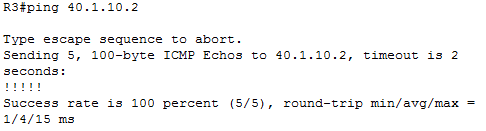 R3#ping 40.1.10.2
Type escape sequence to abort.
Sending 5, 100-byte ICMP Echos to 40.1.10.2, timeout is 2
seconds:
!!!!!
Success rate is 100 percent (5/5), round-trip min/avg/max =
1/4/15 ms